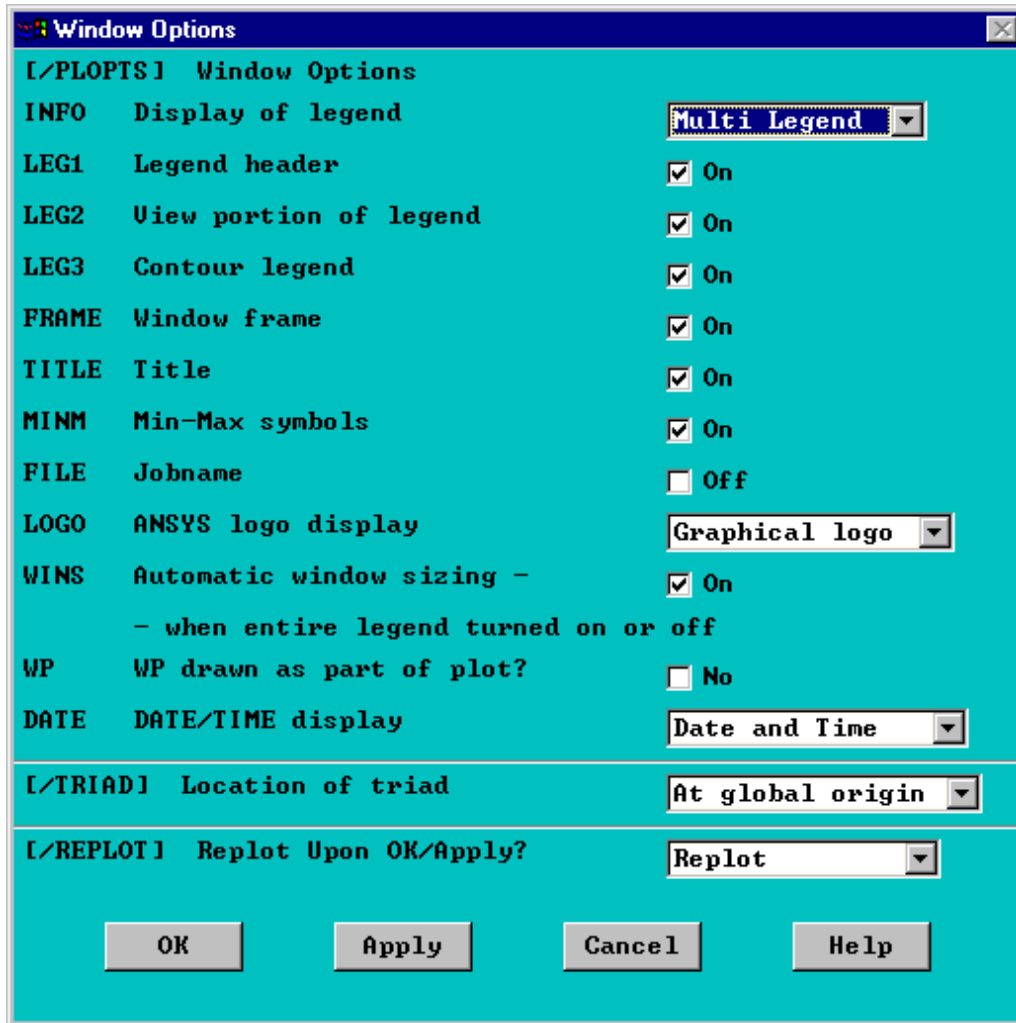 Window Options
[/PLOPTS] Window Options
INFO Display of legend Multi Legend
LEG1 Legend header On
LEG2 View portion of legend On
LEG3 Contour legend On
FRAME Window frame On
TITLE Title On
MINM Min-Max symbols On
FILE Jobname Off
LOGO ANSYS logo display Graphical logo
WINS Automatic window sizing - On
- when entire legend turned on or off
WP WP drawn as part of plot? No
DATE DATE/TIME display Date and Time
[/TRIAD] Location of triad At global origin
[/REPLOT] Replot Upon OK/Apply? Replot
OK Apply Cancel Help